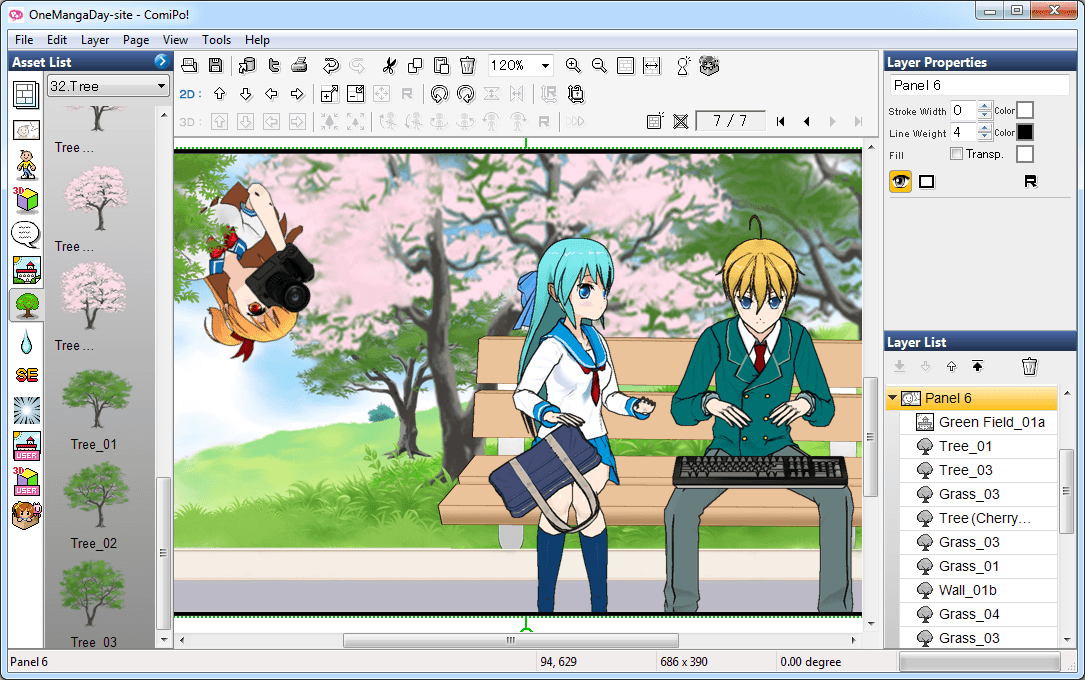 OneMangaDay-site - ComiPo!
File Edit Layer Page View Tools Help
Asset List
32.Tree
Tree ...
Tree ...
Tree ...
Tree_01
Tree_02
Tree_03
3D
SE
USER
3D
USER
120%
2D :
R
R
3D :
R
7 / 7
Layer Properties
Panel 6
Stroke Width 0 Color
Line Weight 4 Color
Fill Transp.
R
Layer List
Panel 6
Green Field_01a
Tree_01
Tree_03
Grass_03
Tree (Cherry...
Grass_03
Grass_01
Wall_01b
Grass_04
Grass_03
Panel 6 94, 629 686 x 390 0.00 degree